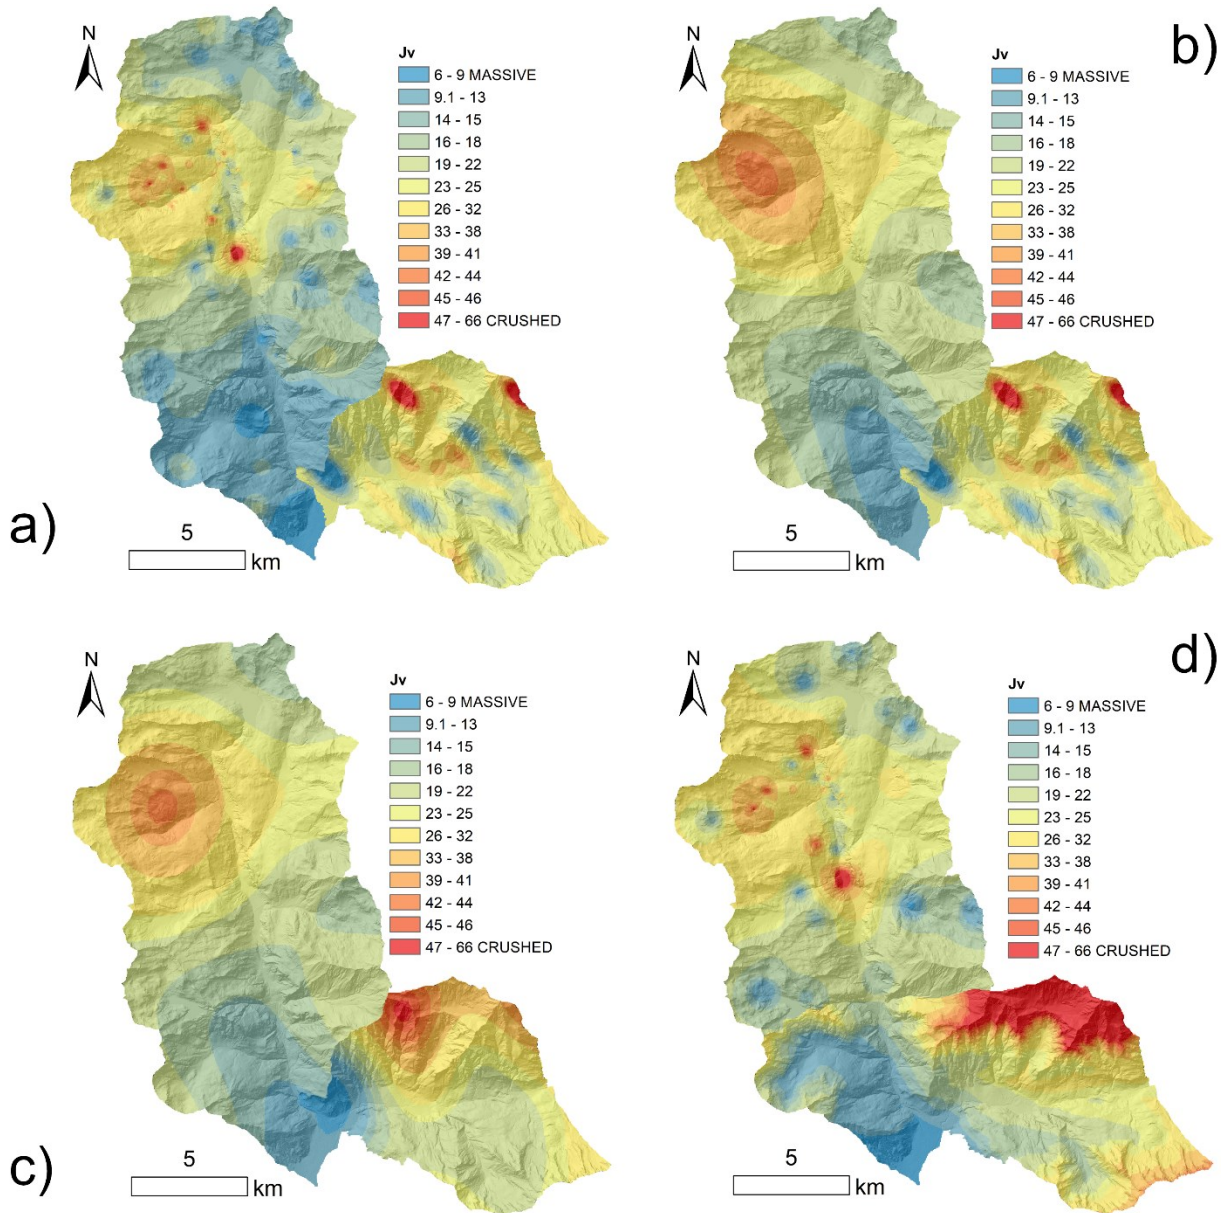 a)
N
Jv
6 - 9 MASSIVE
9.1 - 13
14 - 15
16 - 18
19 - 22
23 - 25
26 - 32
33 - 38
39 - 41
42 - 44
45 - 46
47 - 66 CRUSHED
5
km
b)
N
Jv
6 - 9 MASSIVE
9.1 - 13
14 - 15
16 - 18
19 - 22
23 - 25
26 - 32
33 - 38
39 - 41
42 - 44
45 - 46
47 - 66 CRUSHED
5
km
c)
N
Jv
6 - 9 MASSIVE
9.1 - 13
14 - 15
16 - 18
19 - 22
23 - 25
26 - 32
33 - 38
39 - 41
42 - 44
45 - 46
47 - 66 CRUSHED
5
km
d)
N
Jv
6 - 9 MASSIVE
9.1 - 13
14 - 15
16 - 18
19 - 22
23 - 25
26 - 32
33 - 38
39 - 41
42 - 44
45 - 46
47 - 66 CRUSHED
5
km